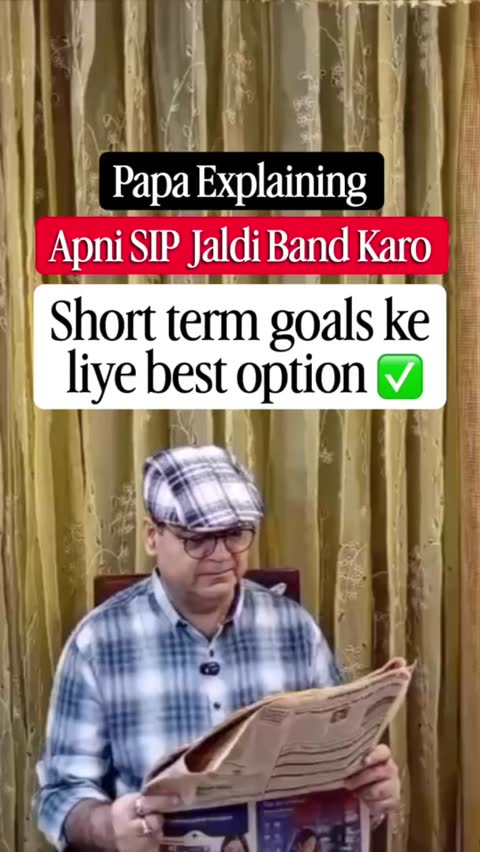 Papa Explaining
Apni SIP Jaldi Band Karo
Short term goals ke
liye best option ✅